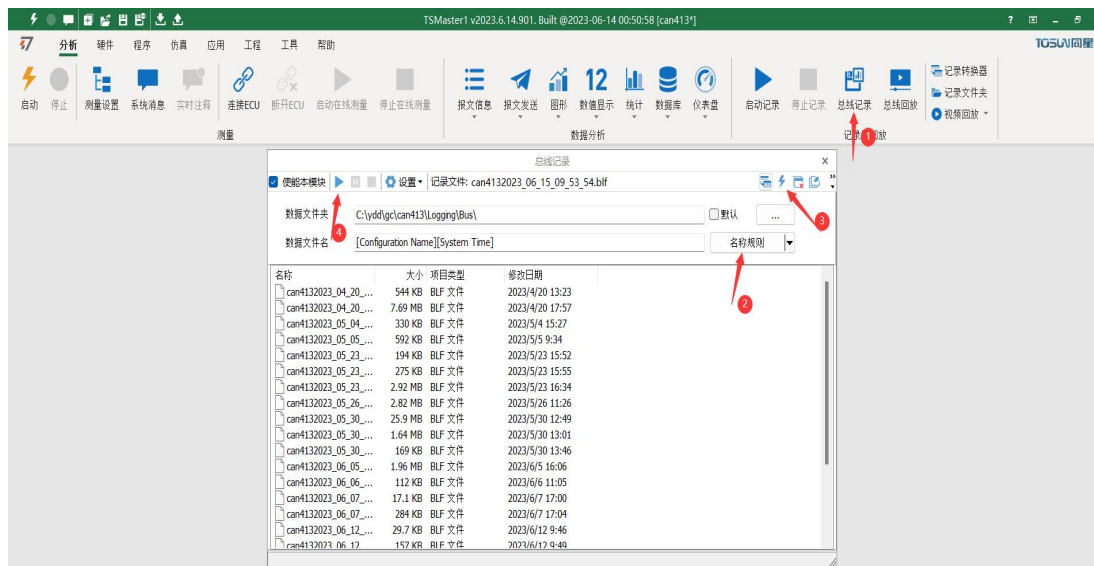 TSMaster1 v2023.6.14.901. Built @2023-06-14 00:50:58 [can413*]
?
分析 硬件 程序 仿真 应用 工程 工具 帮助
TOSUN同星
12
启动 停止 测量设置 系统消息 实时注释 连接ECU 断开ECU 启动在线测量 停止在线测量 报文信息 报文发送 图形 数值显示 统计 数据库 仪表盘 启动记录 停止记录 总线记录 总线回放
记录转换器
记录文件夹
视频回放
测量 数据分析
1
总线记录 x
使能本模块 设置 记录文件: can4132023_06_15_09_53_54.blf
数据文件夹 C:\ydd\gc\can413\Logging\Bus\ 默认 ...
3
4
数据文件名 [Configuration Name][System Time] 名称规则
2
名称 大小 项目类型 修改日期
can4132023_04_20_... 544 KB BLF 文件 2023/4/20 13:23
can4132023_04_20_... 7.69 MB BLF 文件 2023/4/20 17:57
can4132023_05_04_... 330 KB BLF 文件 2023/5/4 15:27
can4132023_05_05_... 592 KB BLF 文件 2023/5/5 9:34
can4132023_05_23_... 194 KB BLF 文件 2023/5/23 15:52
can4132023_05_23_... 275 KB BLF 文件 2023/5/23 15:55
can4132023_05_23_... 2.92 MB BLF 文件 2023/5/23 16:34
can4132023_05_26_... 2.82 MB BLF 文件 2023/5/26 11:26
can4132023_05_30_... 25.9 MB BLF 文件 2023/5/30 12:49
can4132023_05_30_... 1.64 MB BLF 文件 2023/5/30 13:01
can4132023_05_30_... 169 KB BLF 文件 2023/5/30 13:46
can4132023_06_05_... 1.96 MB BLF 文件 2023/6/5 16:06
can4132023_06_06_... 112 KB BLF 文件 2023/6/6 11:05
can4132023_06_07_... 17.1 KB BLF 文件 2023/6/7 17:00
can4132023_06_07_... 284 KB BLF 文件 2023/6/7 17:04
can4132023_06_12_... 29.7 KB BLF 文件 2023/6/12 9:46
can4132023_06_12_... 157 KB BLF 文件 2023/6/12 9:49